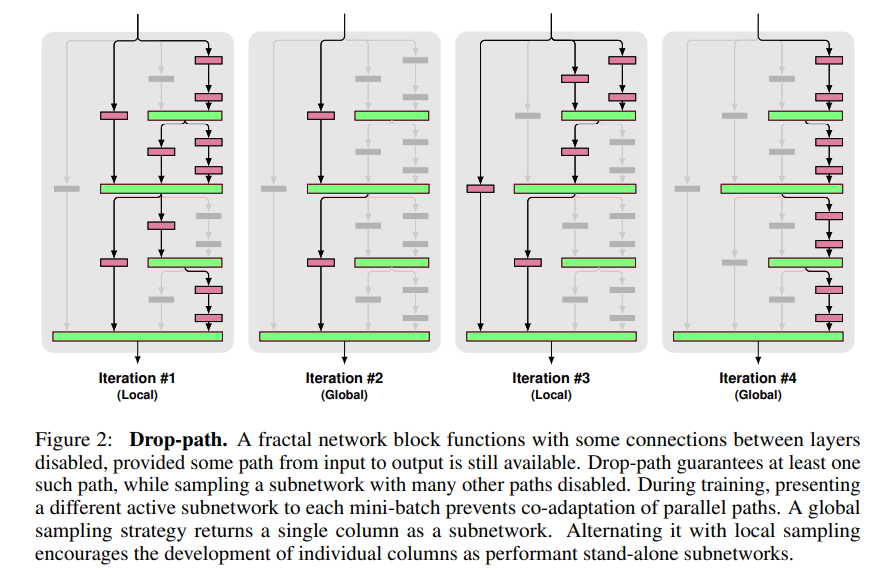 Iteration #1 Iteration #2 Iteration #3 Iteration #4
(Local) (Global) (Local) (Global)
Figure 2: Drop-path. A fractal network block functions with some connections between layers
disabled, provided some path from input to output is still available. Drop-path guarantees at least one
such path, while sampling a subnetwork with many other paths disabled. During training, presenting
a different active subnetwork to each mini-batch prevents co-adaptation of parallel paths. A global
sampling strategy returns a single column as a subnetwork. Alternating it with local sampling
encourages the development of individual columns as performant stand-alone subnetworks.